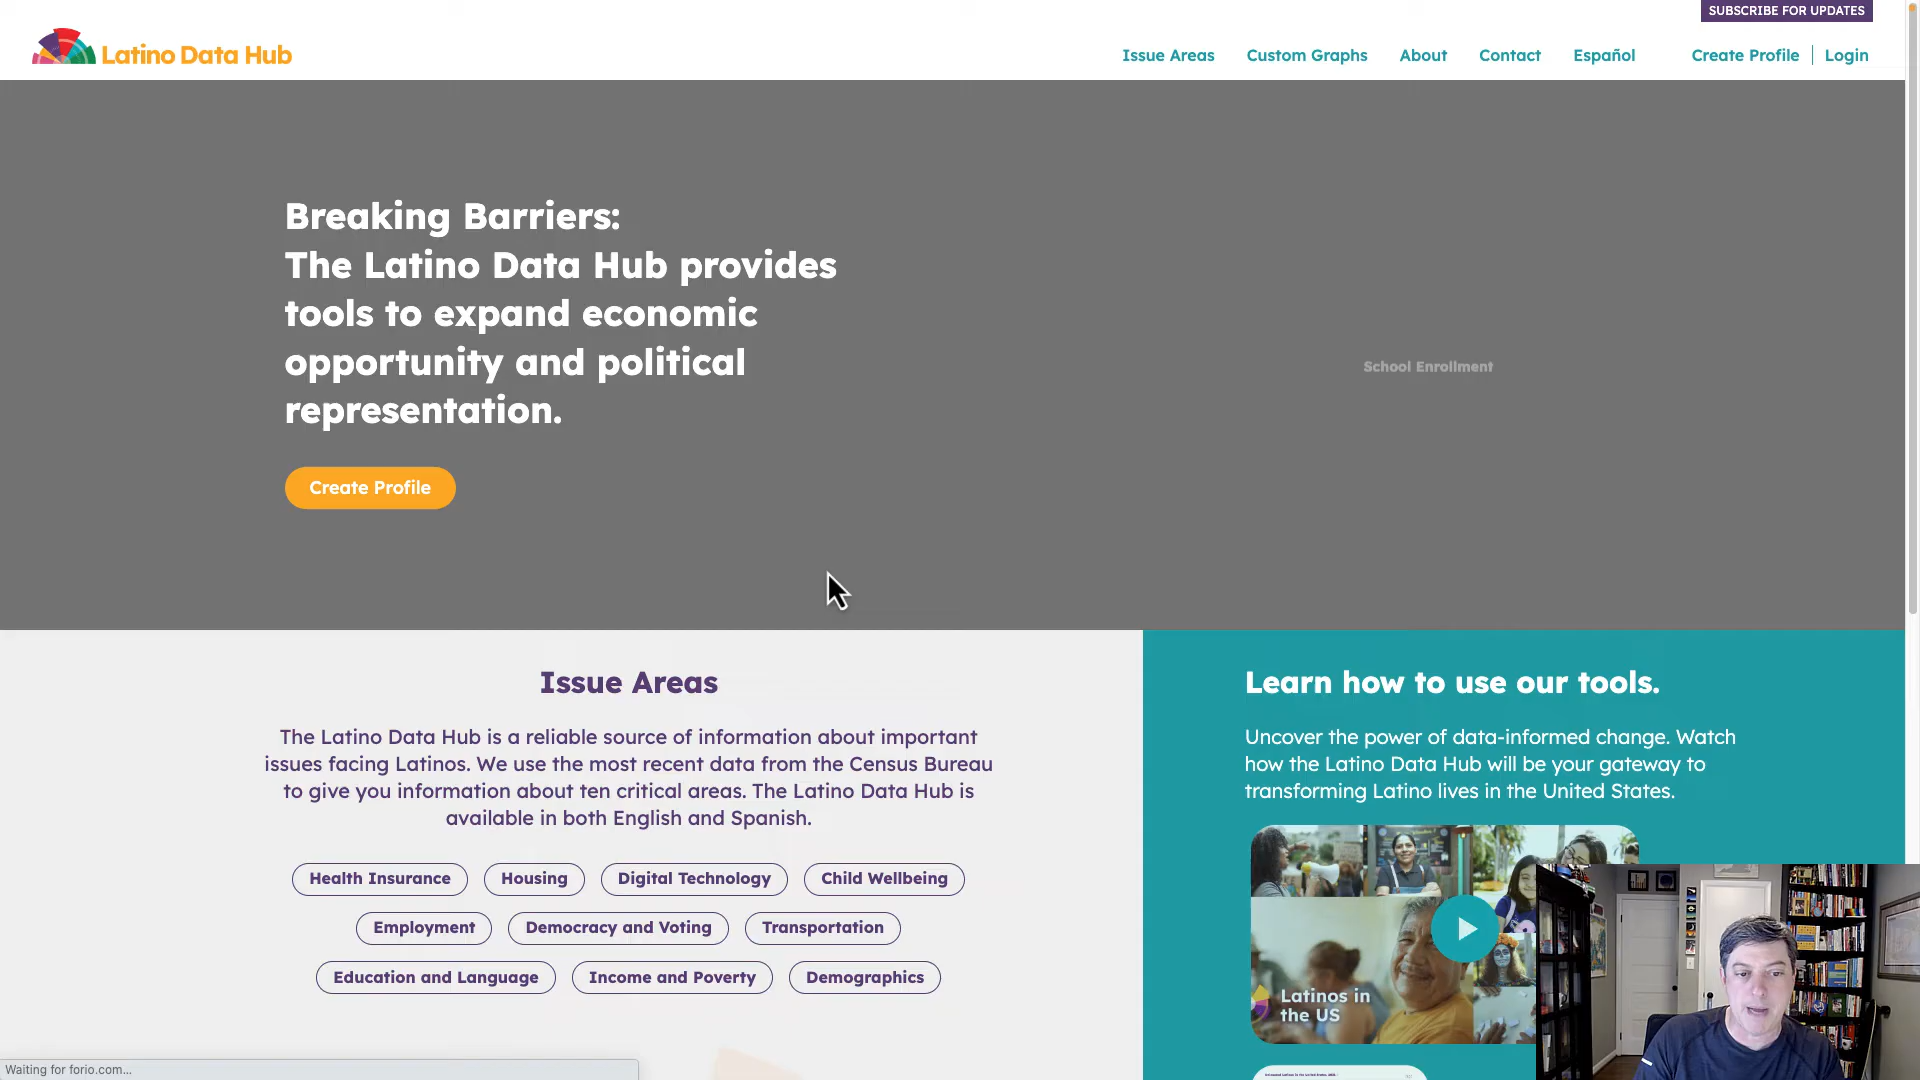 SUBSCRIBE FOR UPDATES
Latino Data Hub
Issue Areas
Custom Graphs
About
Contact
Español
Create Profile
Login
Breaking Barriers:
The Latino Data Hub provides
tools to expand economic
opportunity and political
representation.
School Enrollment
Create Profile
Issue Areas
The Latino Data Hub is a reliable source of information about important
issues facing Latinos. We use the most recent data from the Census Bureau
to give you information about ten critical areas. The Latino Data Hub is
available in both English and Spanish.
Health Insurance
Housing
Digital Technology
Child Wellbeing
Employment
Democracy and Voting
Transportation
Education and Language
Income and Poverty
Demographics
Learn how to use our tools.
Uncover the power of data-informed change. Watch
how the Latino Data Hub will be your gateway to
transforming Latino lives in the United States.
Latinos in
the US
Waiting for forio.com...